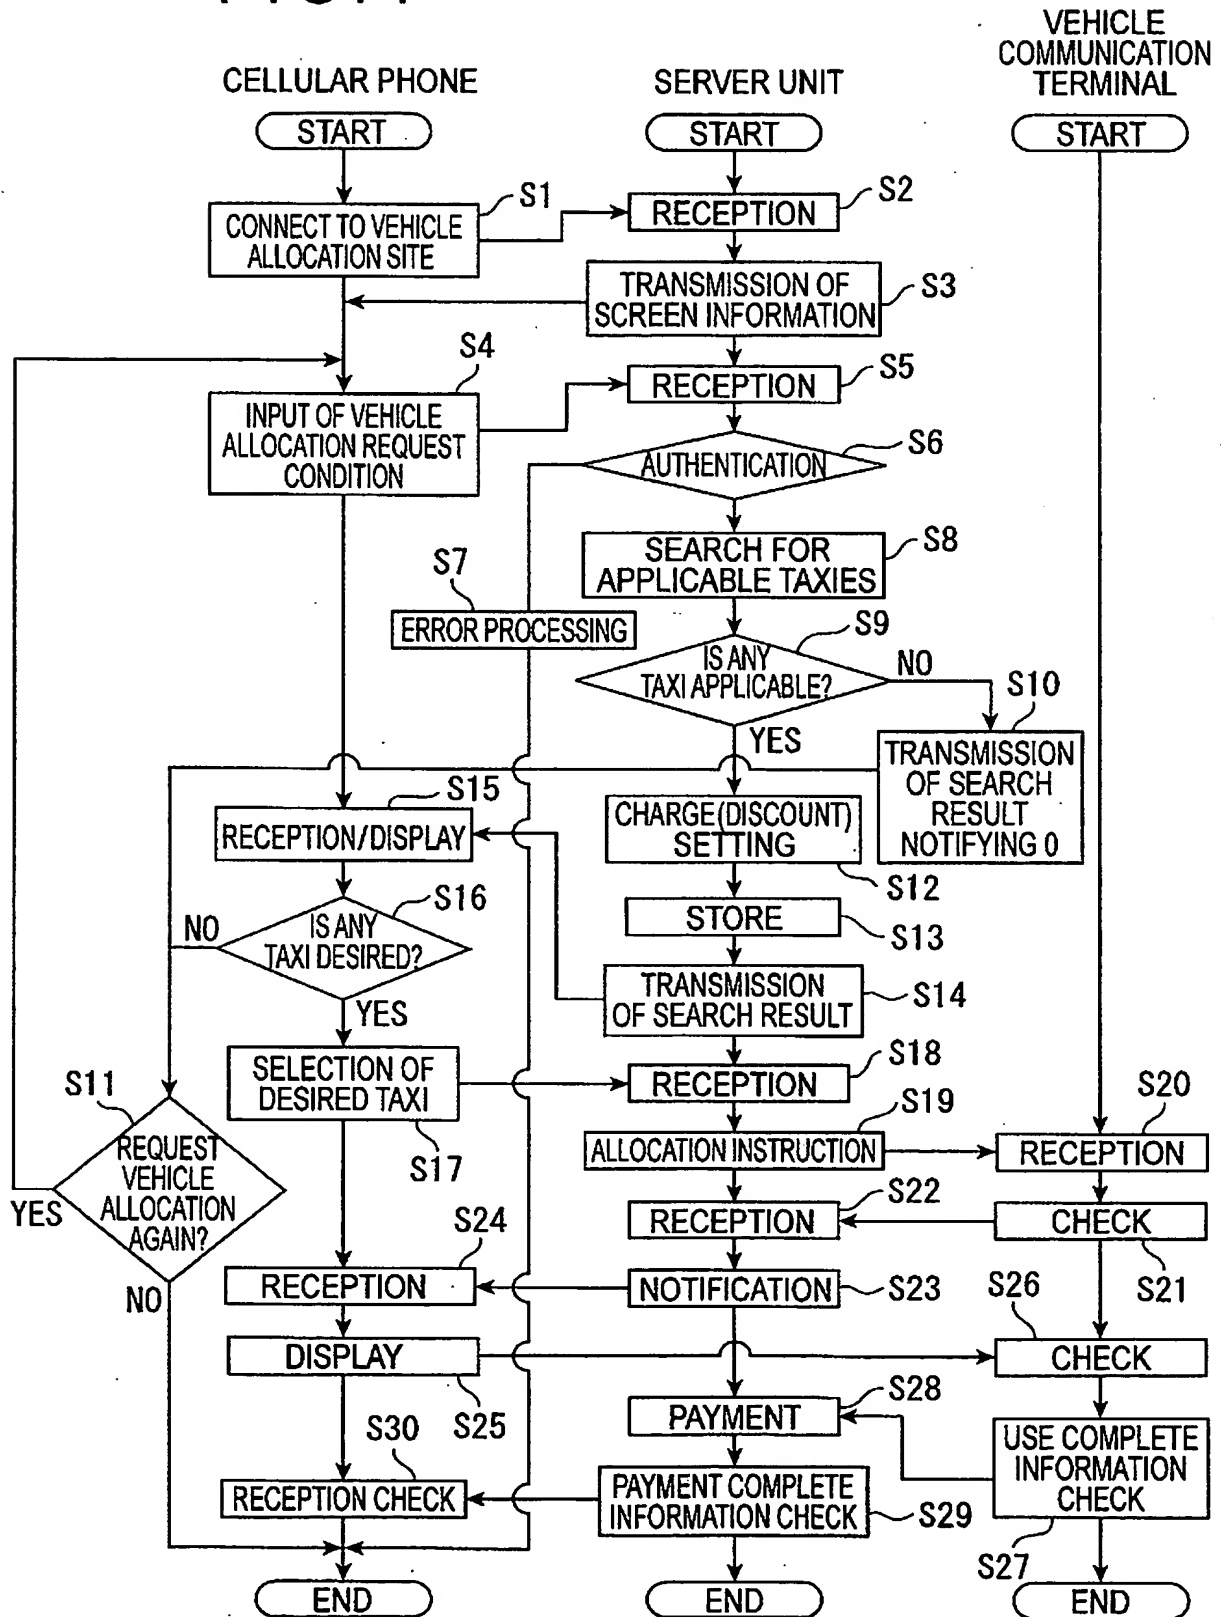 CELLULAR PHONE
SERVER UNIT
VEHICLE
COMMUNICATION
TERMINAL
START
START
START
S1
CONNECT TO VEHICLE
ALLOCATION SITE
S2
RECEPTION
S3
TRANSMISSION OF
SCREEN INFORMATION
S4
INPUT OF VEHICLE
ALLOCATION REQUEST
CONDITION
S5
RECEPTION
S6
AUTHENTICATION
S7
ERROR PROCESSING
S8
SEARCH FOR
APPLICABLE TAXIES
S9
IS ANY
TAXI APPLICABLE?
NO
YES
S10
TRANSMISSION
OF SEARCH
RESULT
NOTIFYING 0
S15
RECEPTION/DISPLAY
CHARGE(DISCOUNT)
SETTING
S12
S16
IS ANY
TAXI DESIRED?
NO
YES
STORE
S13
TRANSMISSION
OF SEARCH RESULT
S14
S11
REQUEST
VEHICLE
ALLOCATION
AGAIN?
YES
NO
SELECTION OF
DESIRED TAXI
S17
S18
RECEPTION
S19
ALLOCATION INSTRUCTION
S20
RECEPTION
S22
RECEPTION
CHECK
S21
S24
RECEPTION
NOTIFICATION
S23
S26
CHECK
DISPLAY
S25
S28
PAYMENT
USE COMPLETE
INFORMATION
CHECK
S27
S30
RECEPTION CHECK
PAYMENT COMPLETE
INFORMATION CHECK
S29
END
END
END